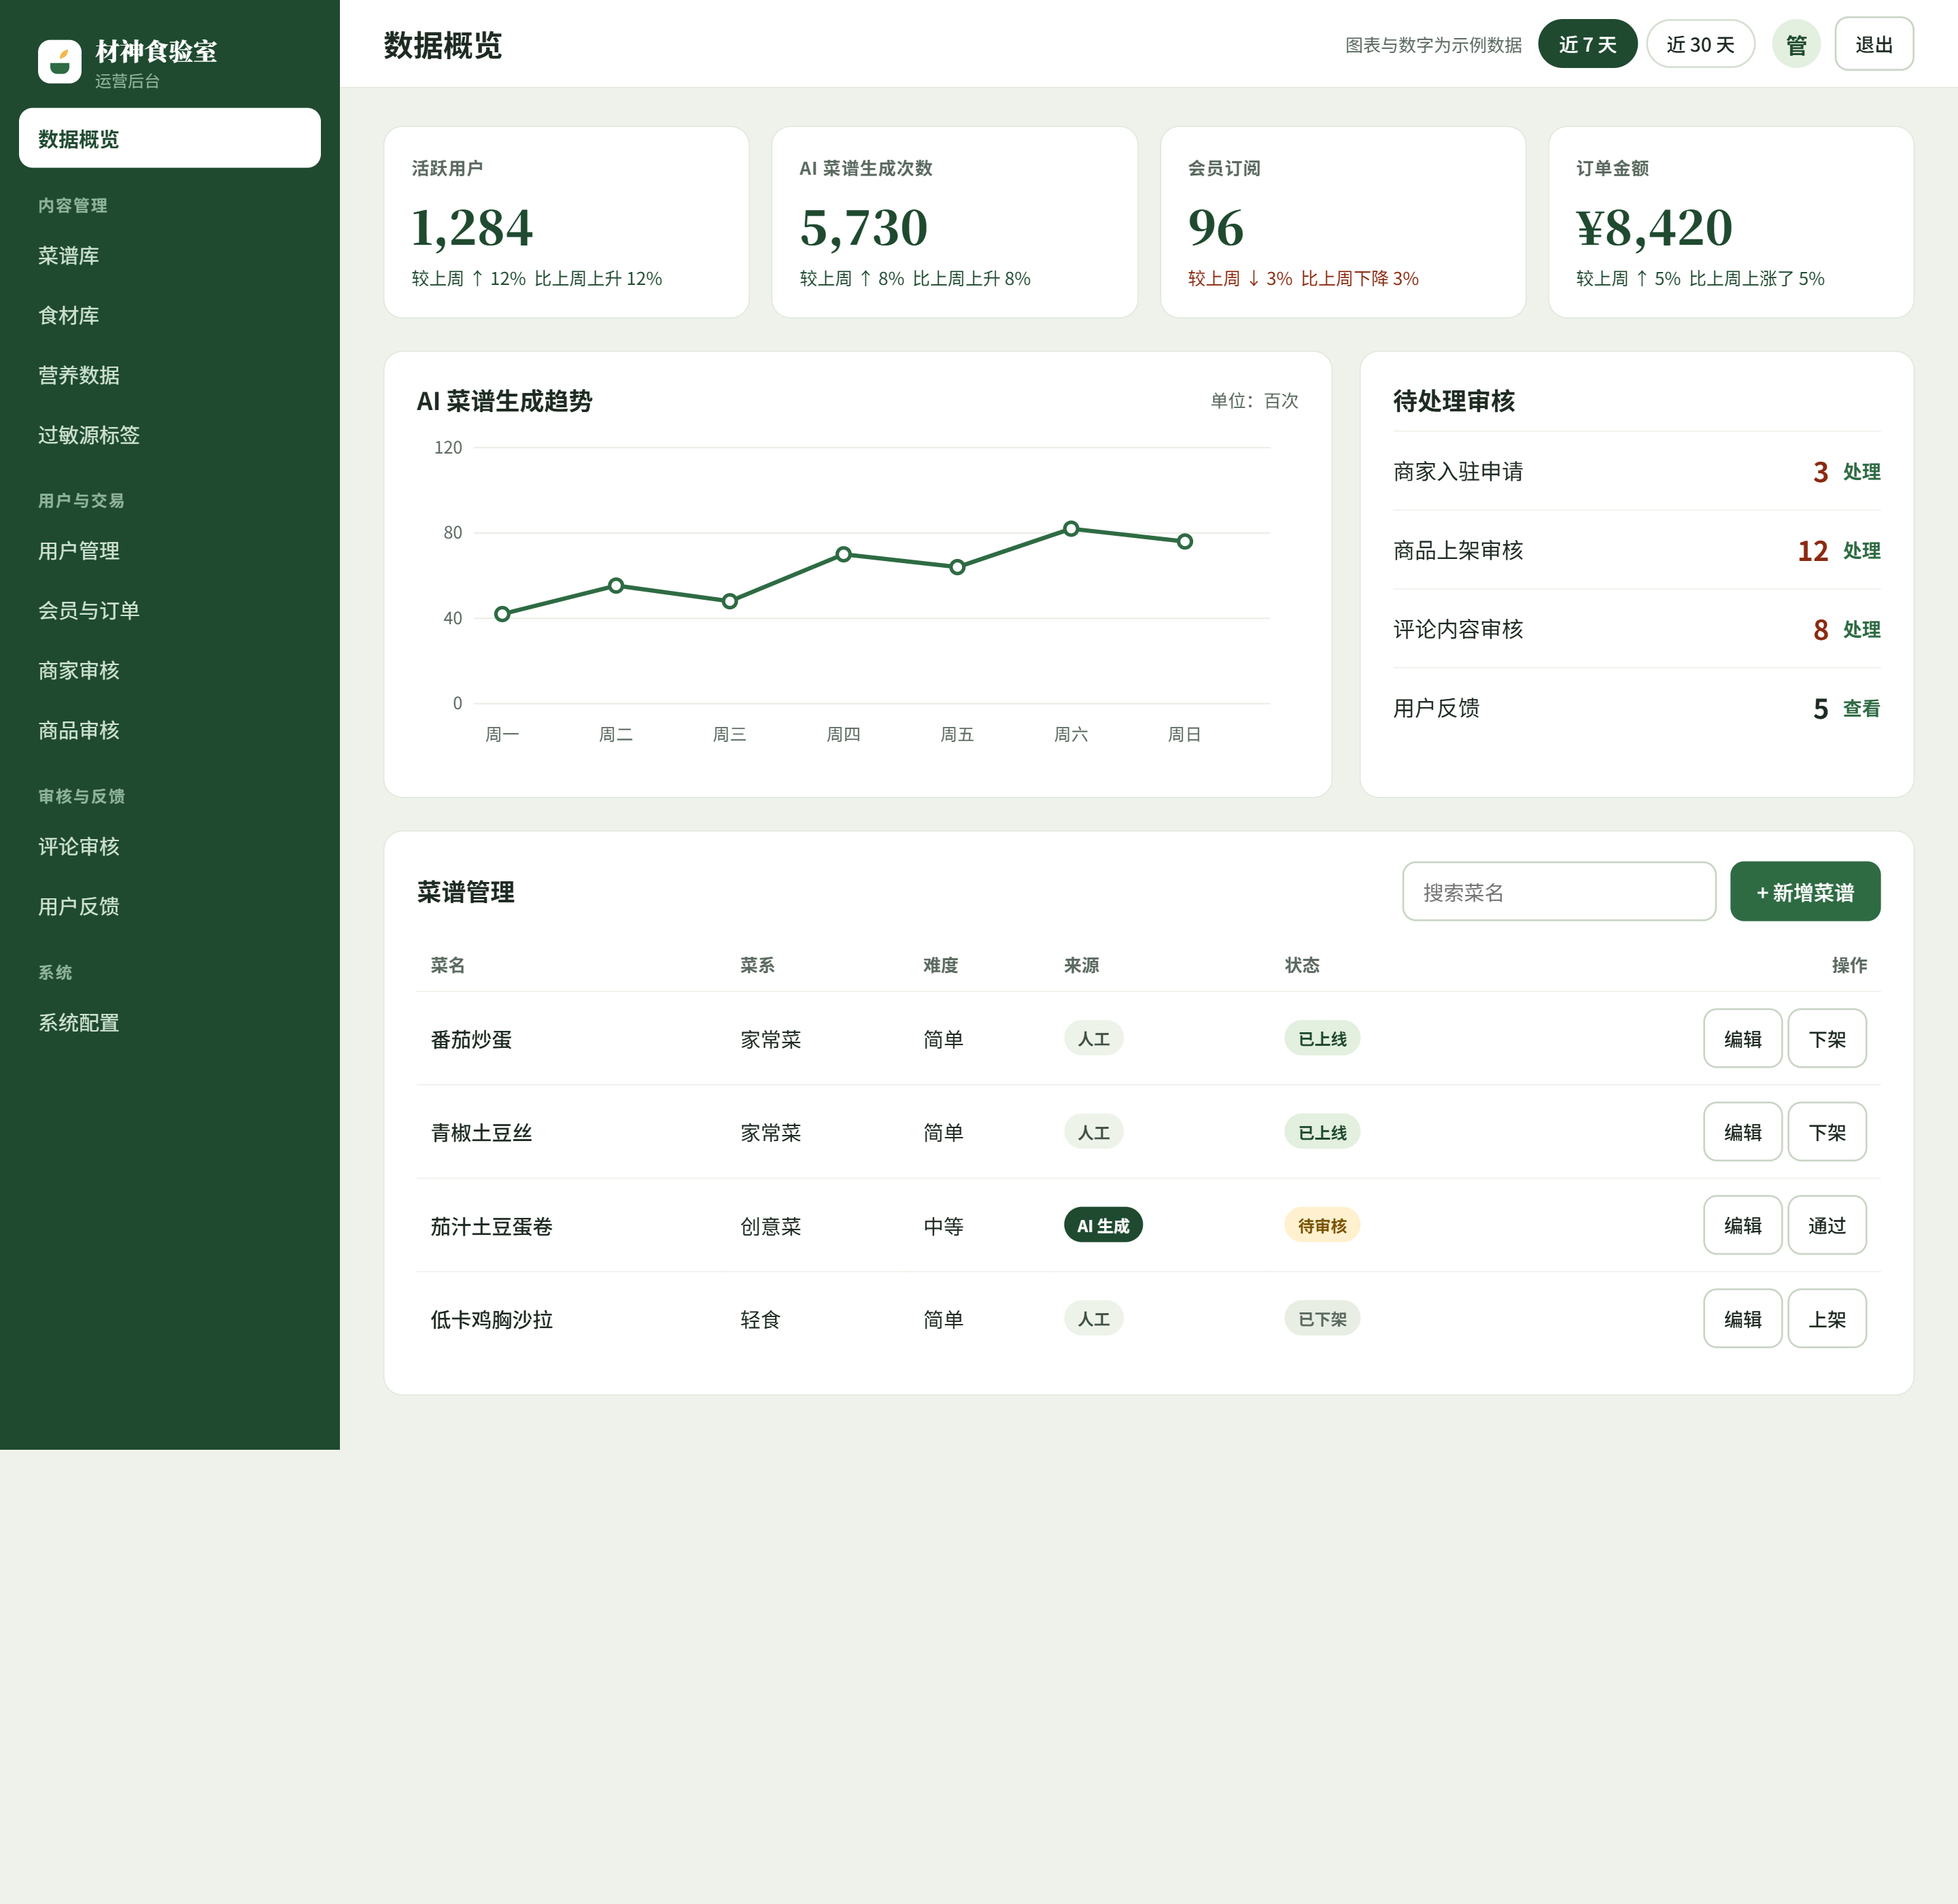 材神食验室
运营后台
数据概览
内容管理
菜谱库
食材库
营养数据
过敏源标签
用户与交易
用户管理
会员与订单
商家审核
商品审核
审核与反馈
评论审核
用户反馈
系统
系统配置
数据概览
图表与数字为示例数据
近 7 天
近 30 天
管
退出
活跃用户
1,284
较上周 ↑ 12% 比上周上升 12%
AI 菜谱生成次数
5,730
较上周 ↑ 8% 比上周上升 8%
会员订阅
96
较上周 ↓ 3% 比上周下降 3%
订单金额
¥8,420
较上周 ↑ 5% 比上周上涨了 5%
AI 菜谱生成趋势
单位：百次
120
80
40
0
周一 周二 周三 周四 周五 周六 周日
待处理审核
商家入驻申请 3 处理
商品上架审核 12 处理
评论内容审核 8 处理
用户反馈 5 查看
菜谱管理
搜索菜名
+ 新增菜谱
菜名 菜系 难度 来源 状态 操作
番茄炒蛋 家常菜 简单 人工 已上线 编辑 下架
青椒土豆丝 家常菜 简单 人工 已上线 编辑 下架
茄汁土豆蛋卷 创意菜 中等 AI 生成 待审核 编辑 通过
低卡鸡胸沙拉 轻食 简单 人工 已下架 编辑 上架